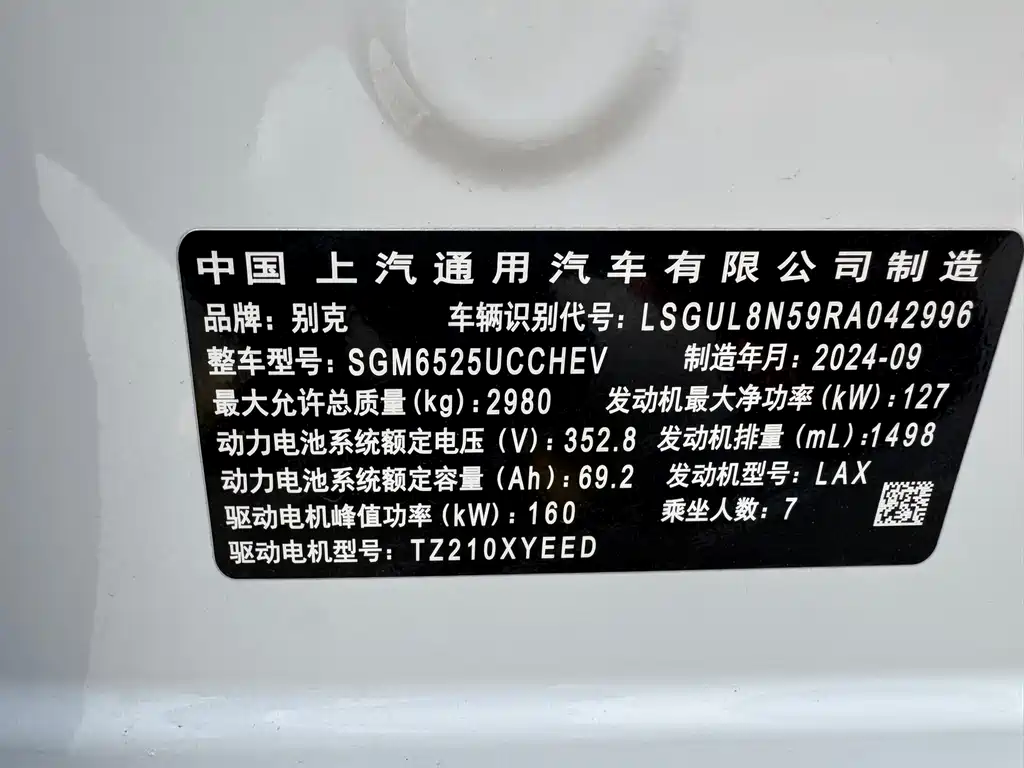 中国 上汽通用汽车有限公司制造
品牌: 别克 车辆识别代号: LSGUL8N59RA042996
整车型号: SGM6525UCCHEV 制造年月: 2024-09
最大允许总质量(kg): 2980 发动机最大净功率(kW): 127
动力电池系统额定电压(V): 352.8 发动机排量(mL): 1498
动力电池系统额定容量(Ah): 69.2 发动机型号: LAX
驱动电机峰值功率(kW): 160 乘坐人数: 7
驱动电机型号: TZ210XYEED